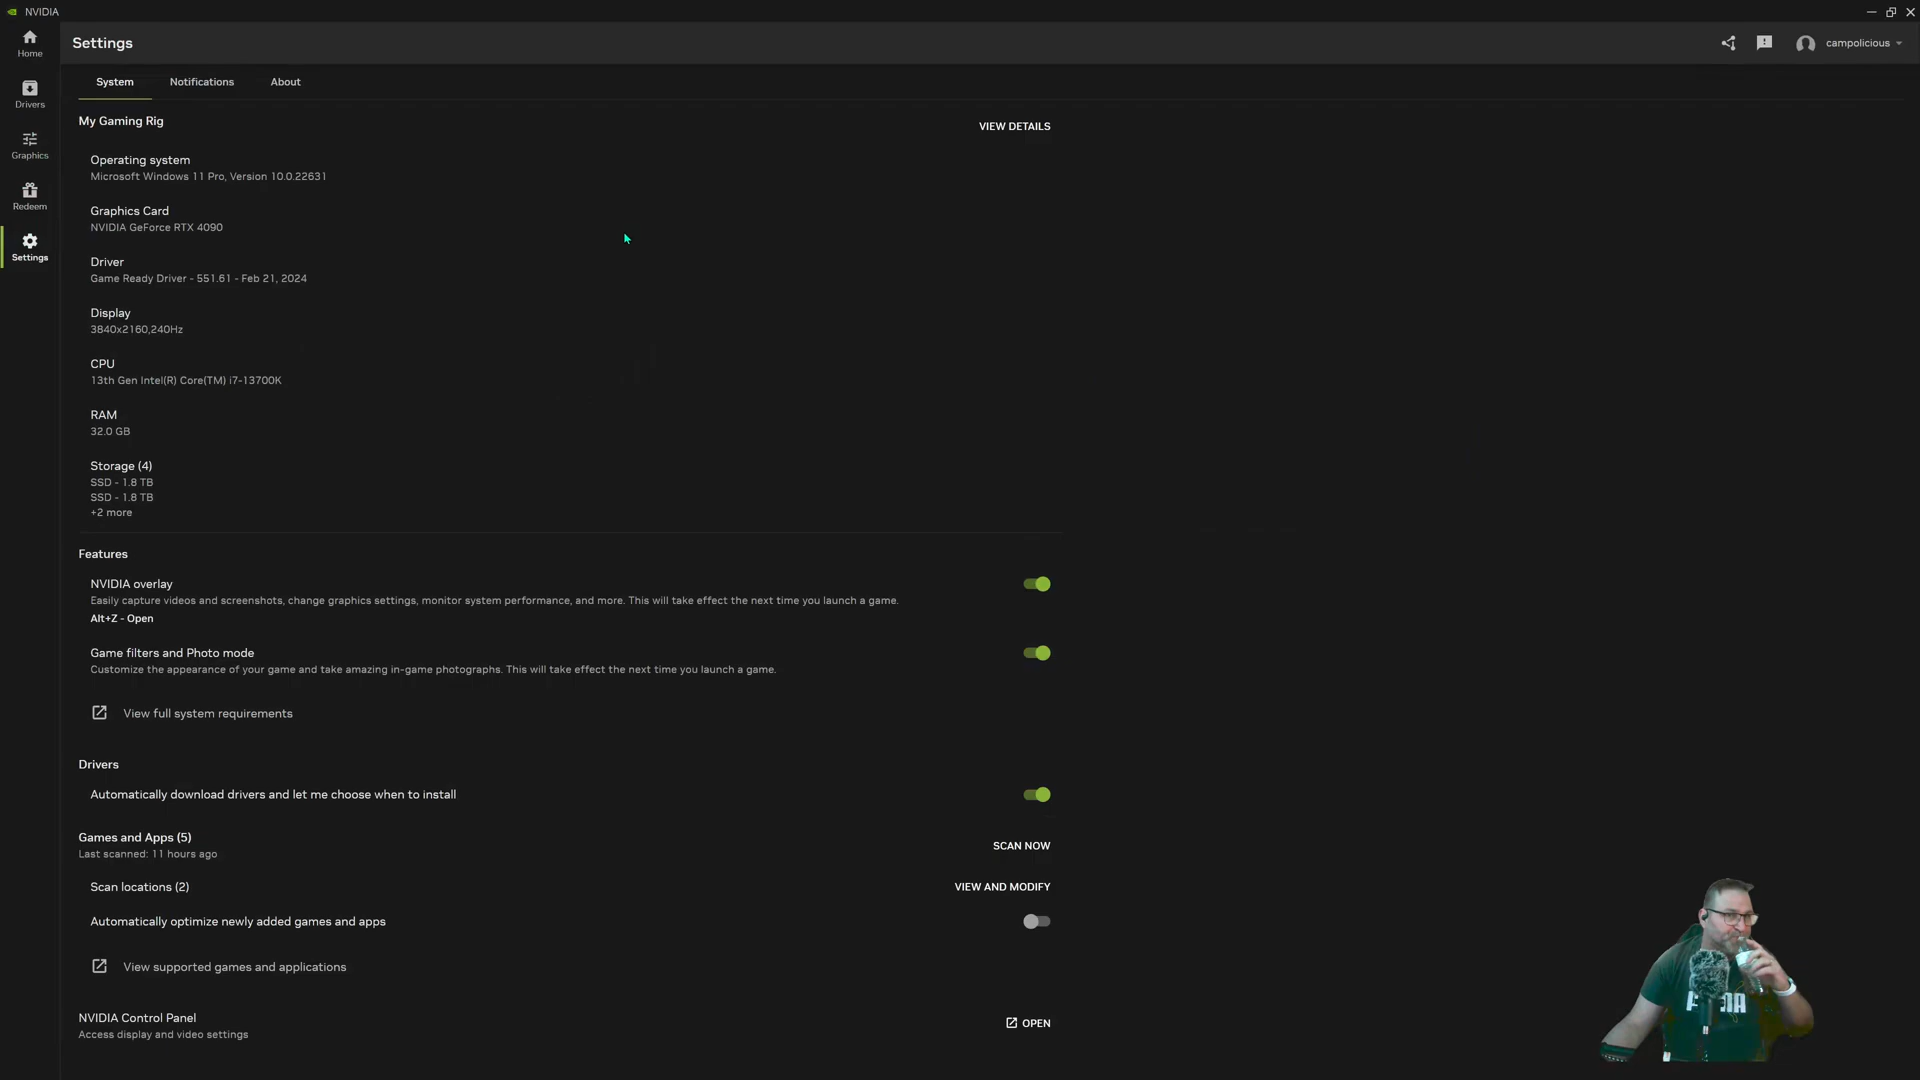 NVIDIA
Home
Drivers
Graphics
Redeem
Settings
Settings
campolicious
System
Notifications
About
My Gaming Rig
VIEW DETAILS
Operating system
Microsoft Windows 11 Pro, Version 10.0.22631
Graphics Card
NVIDIA GeForce RTX 4090
Driver
Game Ready Driver - 551.61 - Feb 21, 2024
Display
3840x2160,240Hz
CPU
13th Gen Intel(R) Core(TM) i7-13700K
RAM
32.0 GB
Storage (4)
SSD - 1.8 TB
SSD - 1.8 TB
+2 more
Features
NVIDIA overlay
Easily capture videos and screenshots, change graphics settings, monitor system performance, and more. This will take effect the next time you launch a game.
Alt+Z - Open
Game filters and Photo mode
Customize the appearance of your game and take amazing in-game photographs. This will take effect the next time you launch a game.
View full system requirements
Drivers
Automatically download drivers and let me choose when to install
Games and Apps (5)
Last scanned: 11 hours ago
SCAN NOW
Scan locations (2)
VIEW AND MODIFY
Automatically optimize newly added games and apps
View supported games and applications
NVIDIA Control Panel
Access display and video settings
OPEN